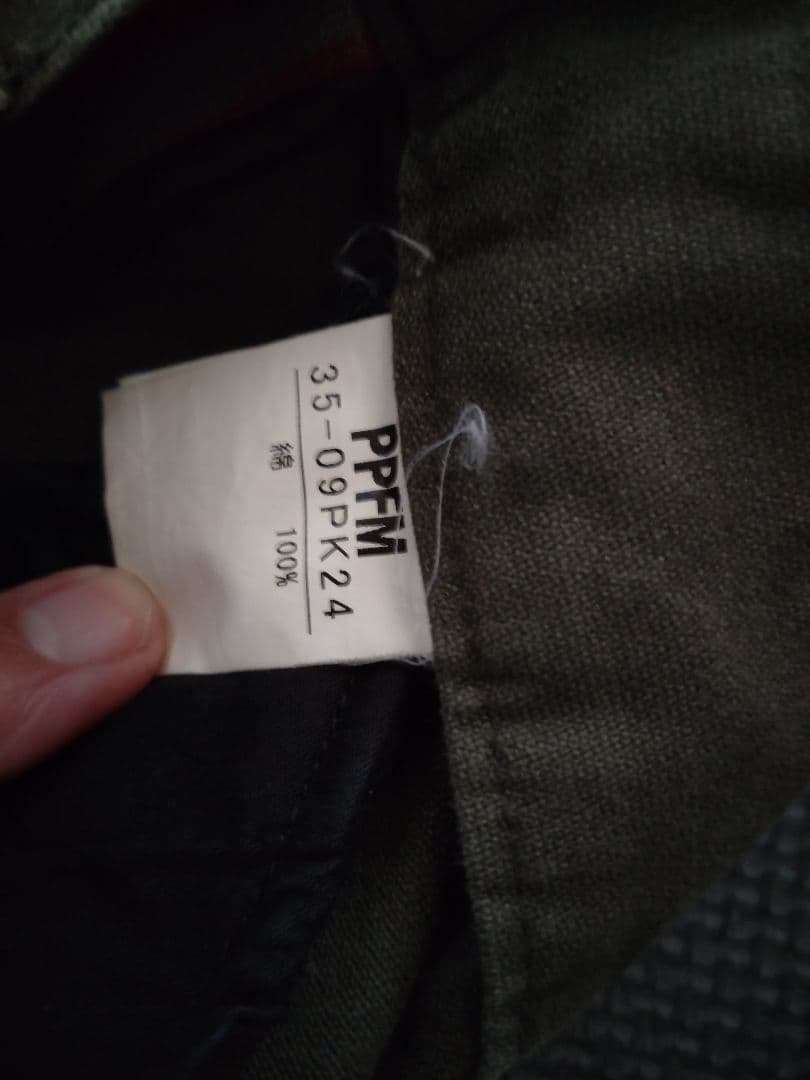 PPFM
35-09PK24
綿 100%